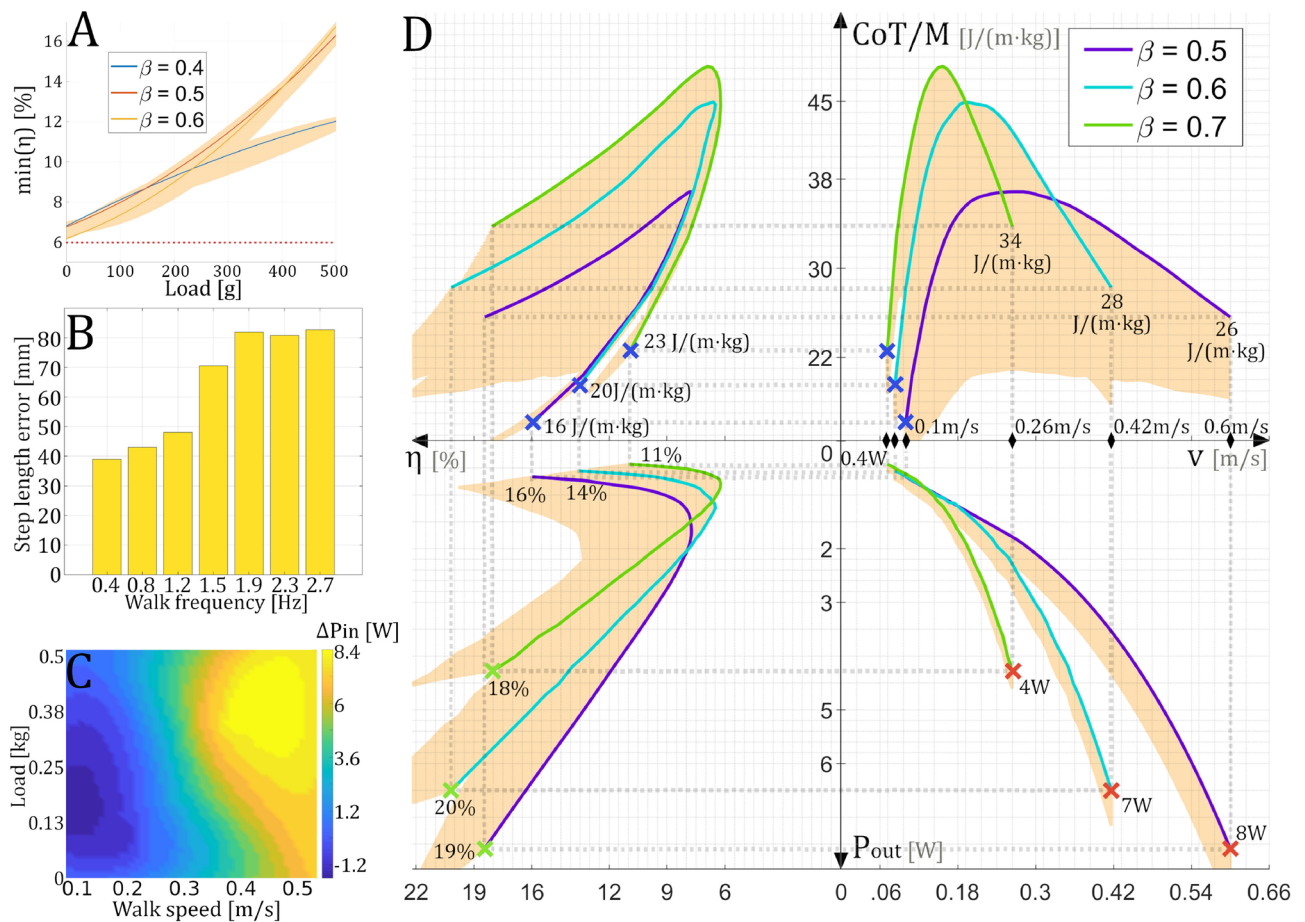 A
min(η) [%]
16
14
12
10
8
6
β = 0.4
β = 0.5
β = 0.6
0 100 200 300 400 500
Load [g]
B
Step length error [mm]
80
70
60
50
40
30
20
10
0
0.4 0.8 1.2 1.5 1.9 2.3 2.7
Walk frequency [Hz]
C
ΔPin [W]
Load [kg]
0.5
0.38
0.25
0.13
0
8.4
6
3.6
1.2
-1.2
0.1 0.2 0.3 0.4 0.5
Walk speed [m/s]
D
CoT/M [J/(m·kg)]
β = 0.5
β = 0.6
β = 0.7
45
38
30
22
34
J/(m·kg)
28
J/(m·kg)
26
J/(m·kg)
23 J/(m·kg)
20J/(m·kg)
16 J/(m·kg)
0.1m/s 0.26m/s 0.42m/s 0.6m/s
η [%]
0.4W
0
v [m/s]
11%
16%
14%
18%
20%
19%
2
3
5
6
4W
7W
8W
Pout [W]
22 19 16 12 9 6 0 .06 0.18 0.3 0.42 0.54 0.66